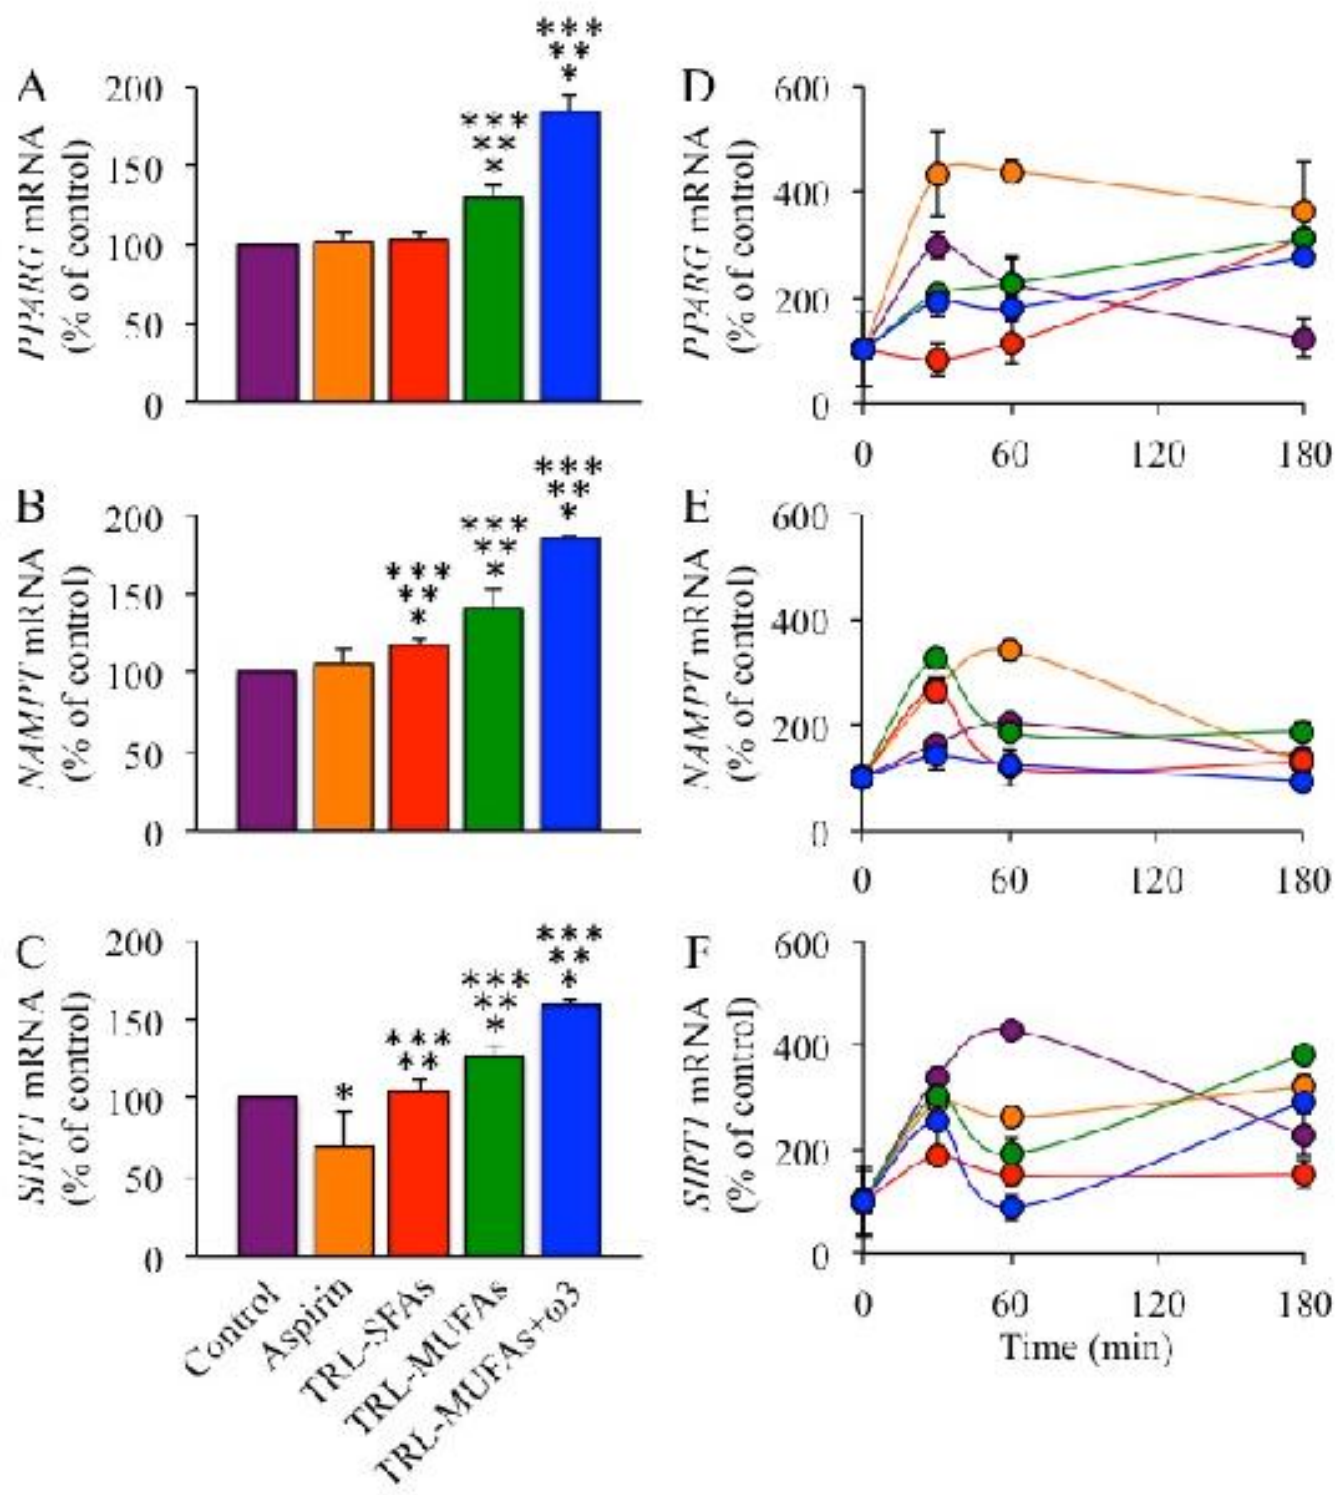 A
PPARG mRNA
(% of control)
200
150
100
50
0
***
**
*
***
**
*
D
PPARG mRNA
(% of control)
600
400
200
0
0 60 120 180
B
NAMPT mRNA
(% of control)
200
150
100
50
0
***
**
*
***
**
*
***
**
*
E
NAMPT mRNA
(% of control)
600
400
200
0
0 60 120 180
C
SIRT1 mRNA
(% of control)
200
150
100
50
0
*
***
**
***
**
*
***
**
*
Control
Aspirin
TRL-SFAs
TRL-MUFAs
TRL-MUFAs+ω3
F
SIRT1 mRNA
(% of control)
600
400
200
0
0 60 120 180
Time (min)